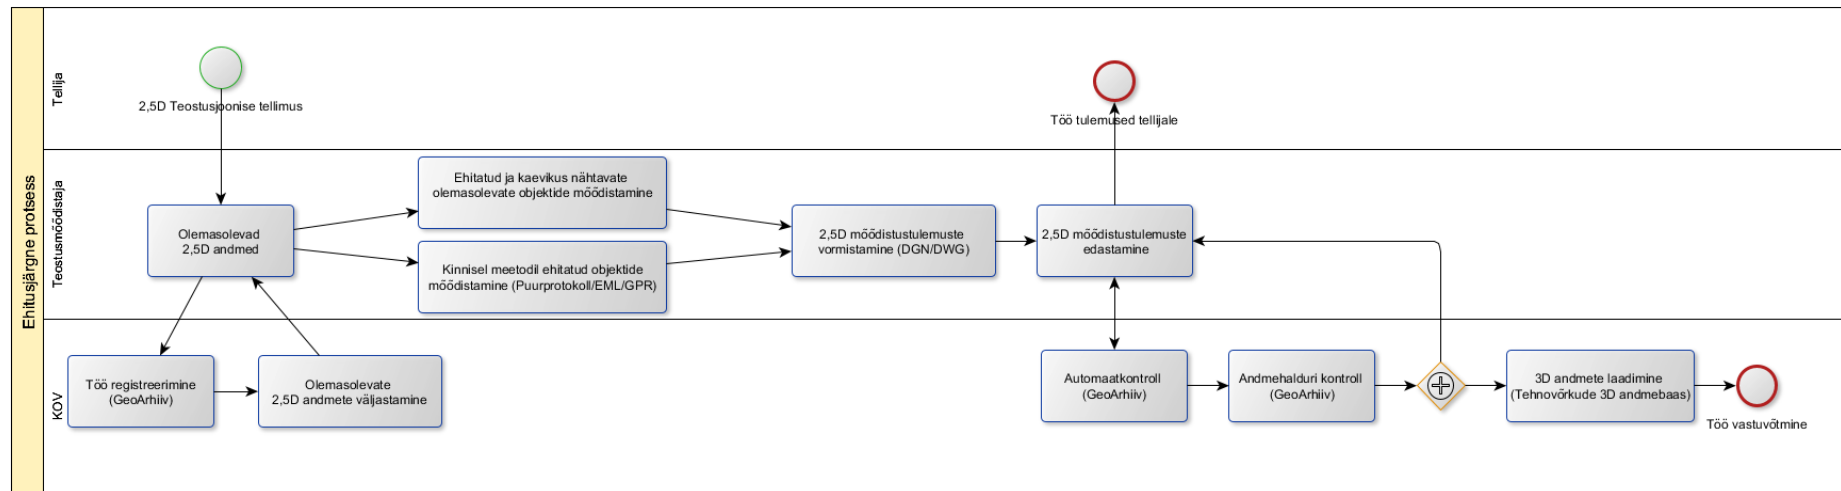 Ehitusjärgne protsess
Tellija
2,5D Teostusjoonise tellimus
Töö tulemused tellijale
Teostusmõõdistaja
Olemasolevad
2,5D andmed
Ehitatud ja kaevikus nähtavate
olemasolevate objektide mõõdistamine
Kinnisel meetodil ehitatud objektide
mõõdistamine (Puurprotokoll/EML/GPR)
2,5D mõõdistustulemuste
vormistamine (DGN/DWG)
2,5D mõõdistustulemuste
edastamine
KOV
Töö registreerimine
(GeoArhiiv)
Olemasolevate
2,5D andmete väljastamine
Automaatkontroll
(GeoArhiiv)
Andmehalduri kontroll
(GeoArhiiv)
3D andmete laadimine
(Tehnovõrkude 3D andmebaas)
Töö vastuvõtmine